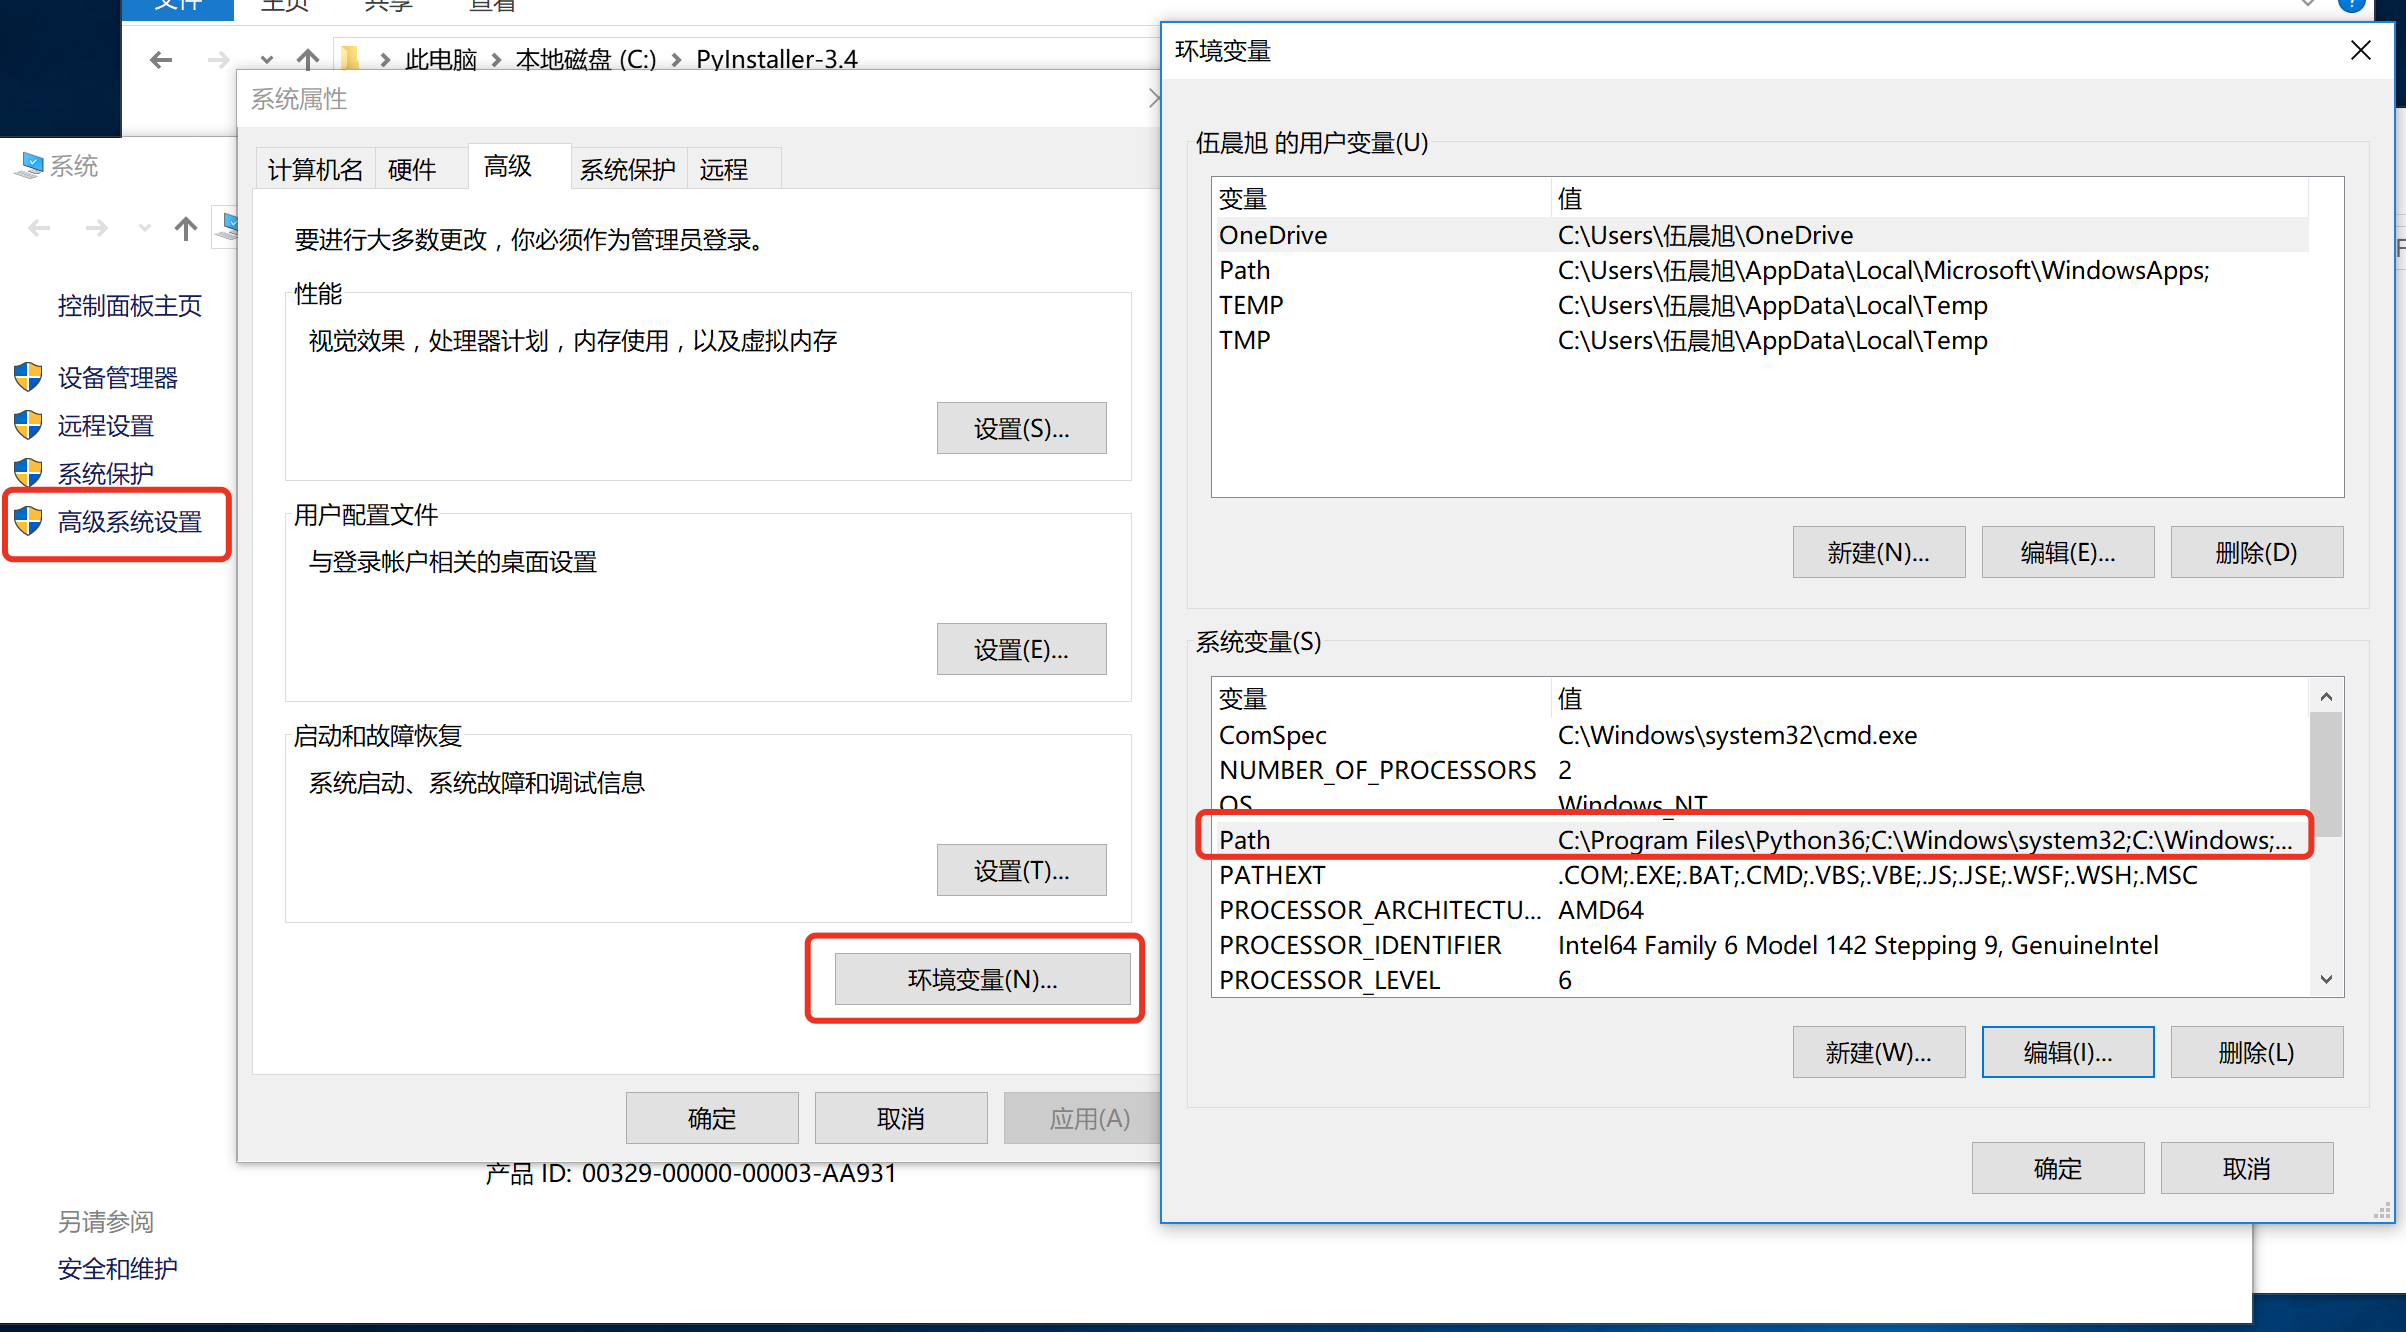 文件 主页 共享 查看
此电脑 本地磁盘 (C:) PyInstaller-3.4
系统
控制面板主页
设备管理器
远程设置
系统保护
高级系统设置
另请参阅
安全和维护
系统属性
计算机名 硬件 高级 系统保护 远程
要进行大多数更改，你必须作为管理员登录。
性能
视觉效果，处理器计划，内存使用，以及虚拟内存
设置(S)...
用户配置文件
与登录帐户相关的桌面设置
设置(E)...
启动和故障恢复
系统启动、系统故障和调试信息
设置(T)...
环境变量(N)...
确定 取消 应用(A)
产品 ID: 00329-00000-00003-AA931
环境变量
伍晨旭 的用户变量(U)
变量 值
OneDrive C:\Users\伍晨旭\OneDrive
Path C:\Users\伍晨旭\AppData\Local\Microsoft\WindowsApps;
TEMP C:\Users\伍晨旭\AppData\Local\Temp
TMP C:\Users\伍晨旭\AppData\Local\Temp
新建(N)... 编辑(E)... 删除(D)
系统变量(S)
变量 值
ComSpec C:\Windows\system32\cmd.exe
NUMBER_OF_PROCESSORS 2
OS Windows_NT
Path C:\Program Files\Python36;C:\Windows\system32;C:\Windows;...
PATHEXT .COM;.EXE;.BAT;.CMD;.VBS;.VBE;.JS;.JSE;.WSF;.WSH;.MSC
PROCESSOR_ARCHITECTU... AMD64
PROCESSOR_IDENTIFIER Intel64 Family 6 Model 142 Stepping 9, GenuineIntel
PROCESSOR_LEVEL 6
新建(W)... 编辑(I)... 删除(L)
确定 取消